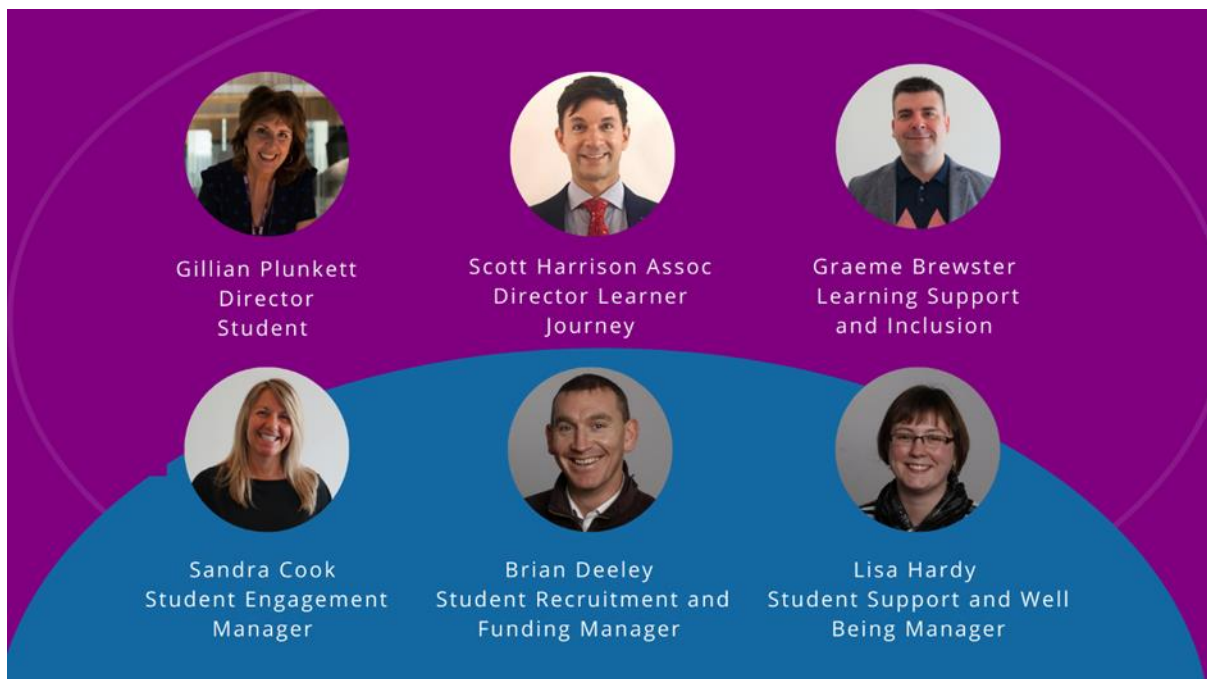 Gillian Plunkett
Director
Student
Scott Harrison Assoc
Director Learner
Journey
Graeme Brewster
Learning Support
and Inclusion
Sandra Cook
Student Engagement
Manager
Brian Deeley
Student Recruitment and
Funding Manager
Lisa Hardy
Student Support and Well
Being Manager